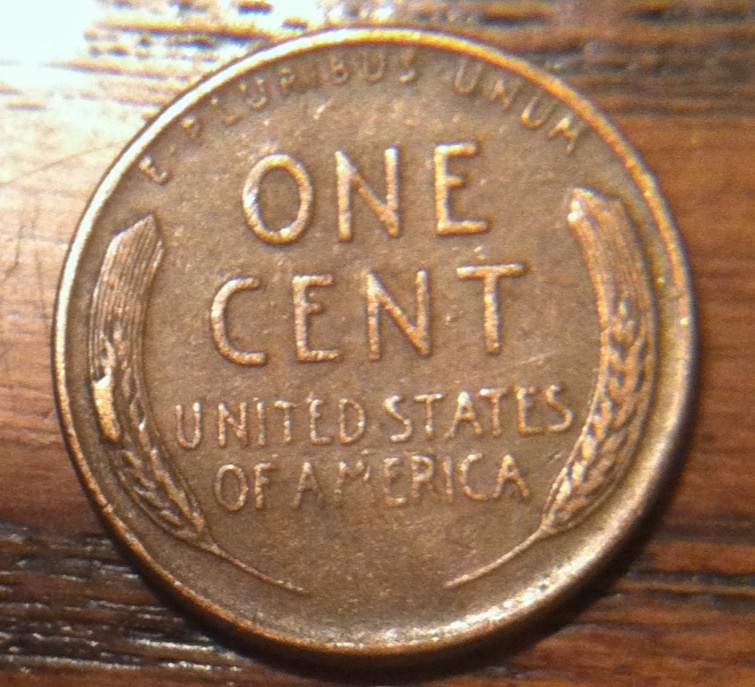 E·PLURIBUS·UNUM
ONE
CENT
UNITED STATES
OF AMERICA